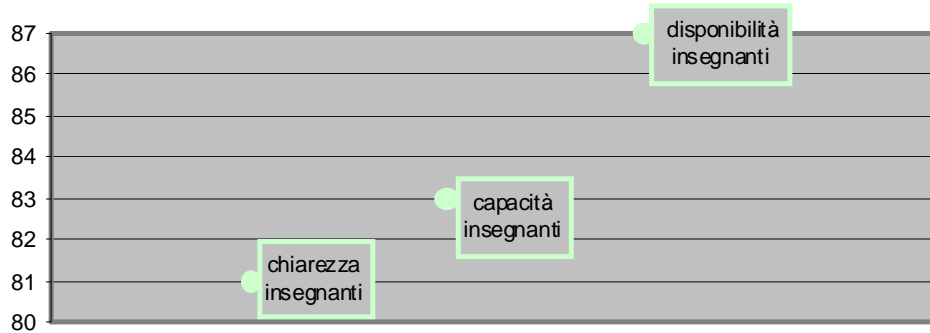 87
86
85
84
83
82
81
80
disponibilità
insegnanti
capacità
insegnanti
chiarezza
insegnanti